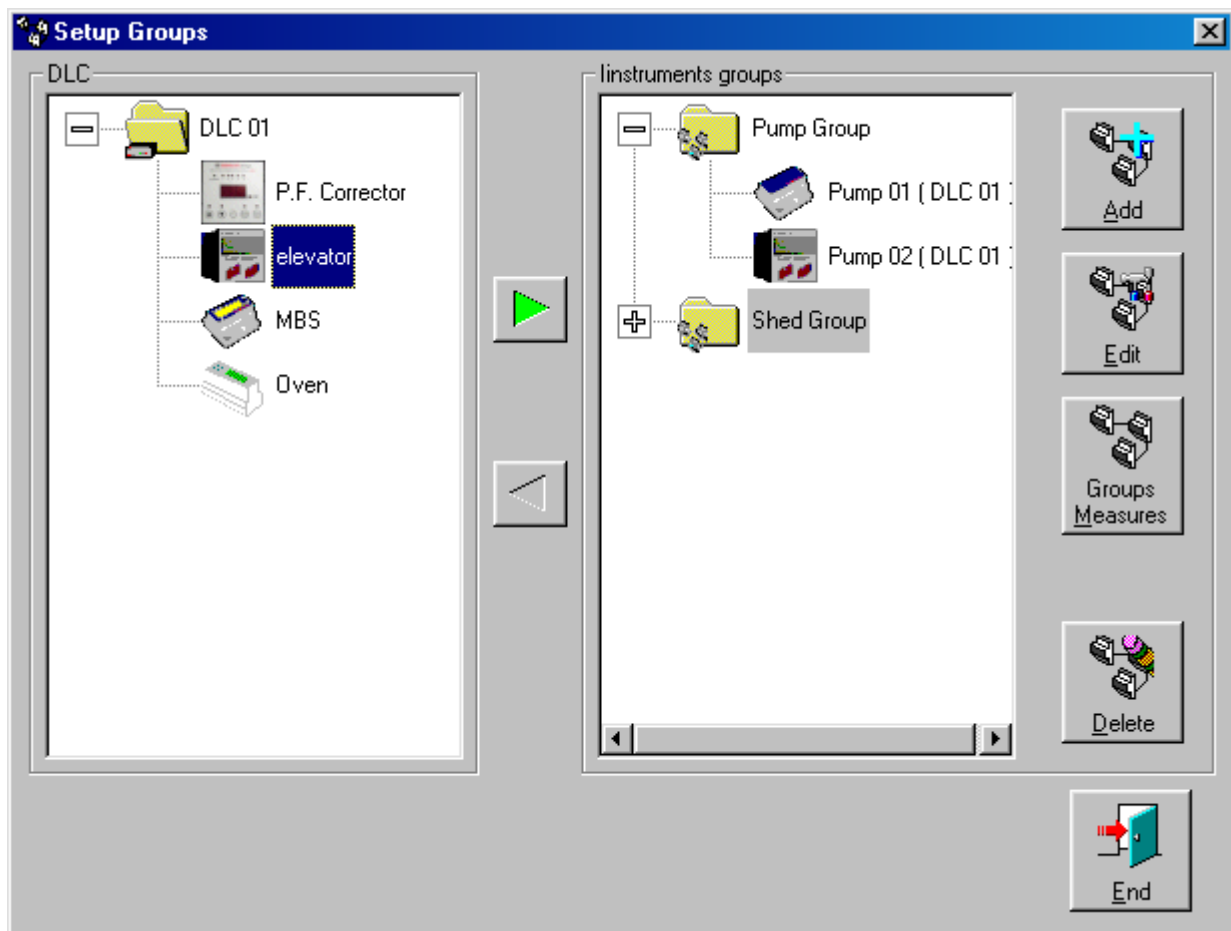 Setup Groups
DLC
Iinstruments groups
DLC 01
P.F. Corrector
elevator
MBS
Oven
Pump Group
Pump 01 ( DLC 01 )
Pump 02 ( DLC 01 )
Shed Group
Add
Edit
Groups
Measures
Delete
End